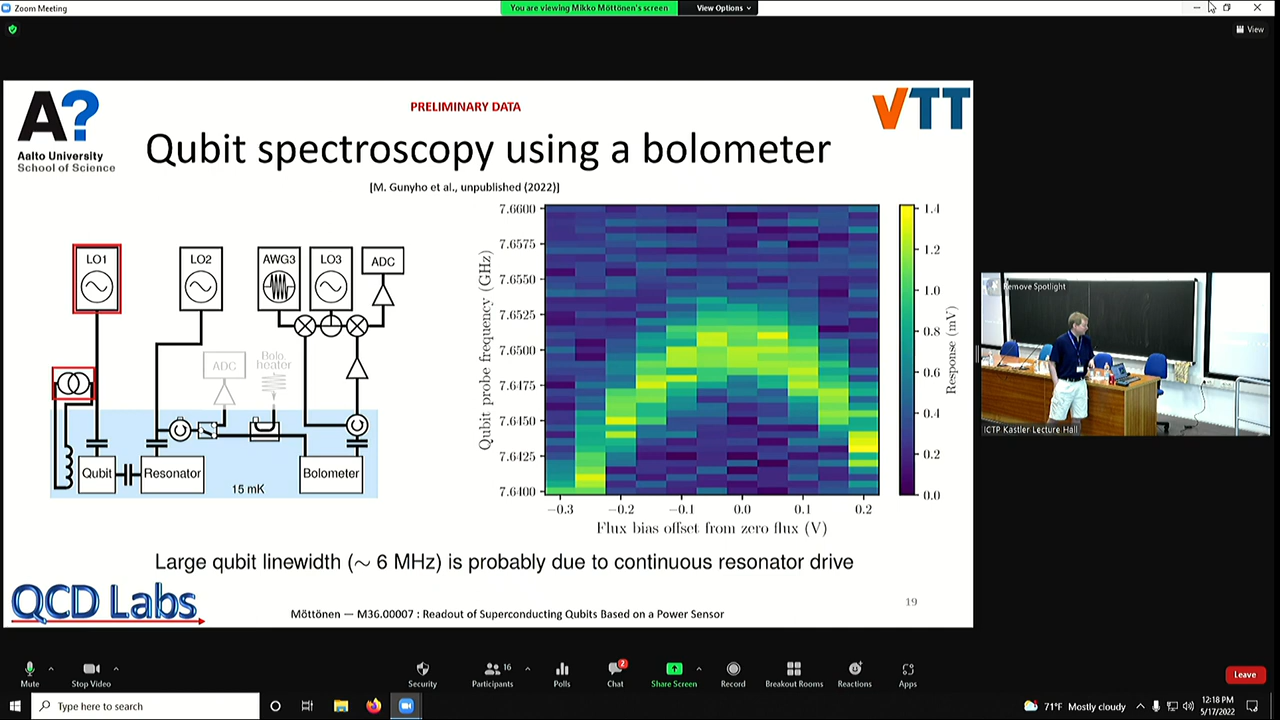 Zoom Meeting
You are viewing Mikko Möttönen's screen
View Options
View
A?
Aalto University
School of Science
PRELIMINARY DATA
VTT
Qubit spectroscopy using a bolometer
[M. Gunyho et al., unpublished (2022)]
LO1
LO2
AWG3
LO3
ADC
ADC
Bolo.
heater
Qubit
Resonator
Bolometer
15 mK
Qubit probe frequency (GHz)
7.6600
7.6575
7.6550
7.6525
7.6500
7.6475
7.6450
7.6425
7.6400
−0.3
−0.2
−0.1
0.0
0.1
0.2
Flux bias offset from zero flux (V)
1.4
1.2
1.0
0.8
0.6
0.4
0.2
0.0
Response (mV)
Large qubit linewidth (∼ 6 MHz) is probably due to continuous resonator drive
QCD Labs
Möttönen — M36.00007 : Readout of Superconducting Qubits Based on a Power Sensor
19
Remove Spotlight
ICTP Kastler Lecture Hall
Mute
Stop Video
Security
Participants
16
Polls
Chat
2
Share Screen
Record
Breakout Rooms
Reactions
Apps
Leave
Type here to search
71°F Mostly cloudy
12:18 PM
5/17/2022